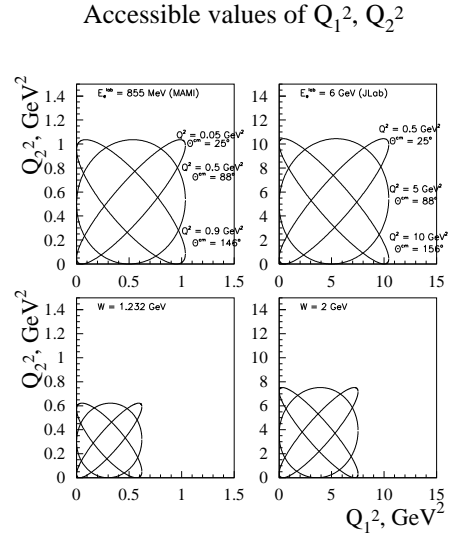 Accessible values of Q₁², Q₂²
Q₂², GeV²
E_e^lab = 855 MeV (MAMI)
Q² = 0.05 GeV²
Θ^cm = 25°
Q² = 0.5 GeV²
Θ^cm = 88°
Q² = 0.9 GeV²
Θ^cm = 146°
0
0.2
0.4
0.6
0.8
1
1.2
1.4
0 0.5 1 1.5
E_e^lab = 6 GeV (JLab)
Q² = 0.5 GeV²
Θ^cm = 25°
Q² = 5 GeV²
Θ^cm = 88°
Q² = 10 GeV²
Θ^cm = 156°
0
2
4
6
8
10
12
14
0 5 10 15
Q₂², GeV²
W = 1.232 GeV
0
0.2
0.4
0.6
0.8
1
1.2
1.4
0 0.5 1 1.5
W = 2 GeV
0
2
4
6
8
10
12
14
0 5 10 15
Q₁², GeV²